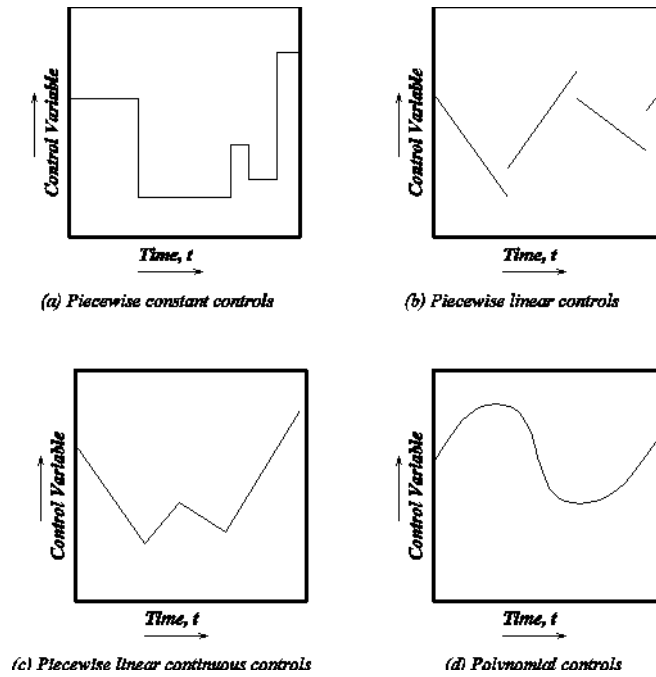 Control Variable
Time, t
(a) Piecewise constant controls
Control Variable
Time, t
(b) Piecewise linear controls
Control Variable
Time, t
(c) Piecewise linear continuous controls
Control Variable
Time, t
(d) Polynomial controls